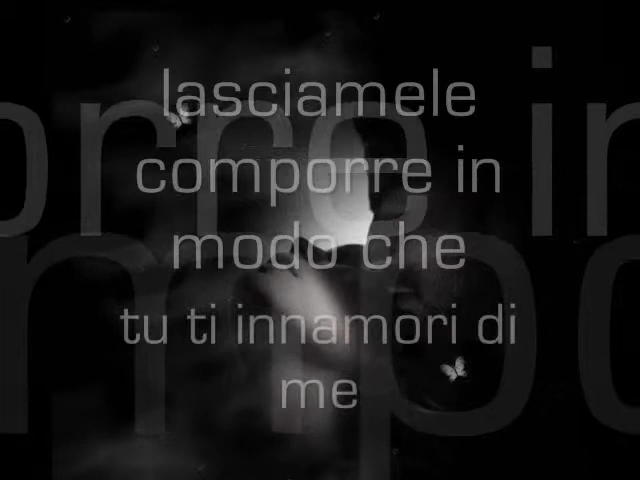 lasciamele
comporre in
modo che
tu ti innamori di
me